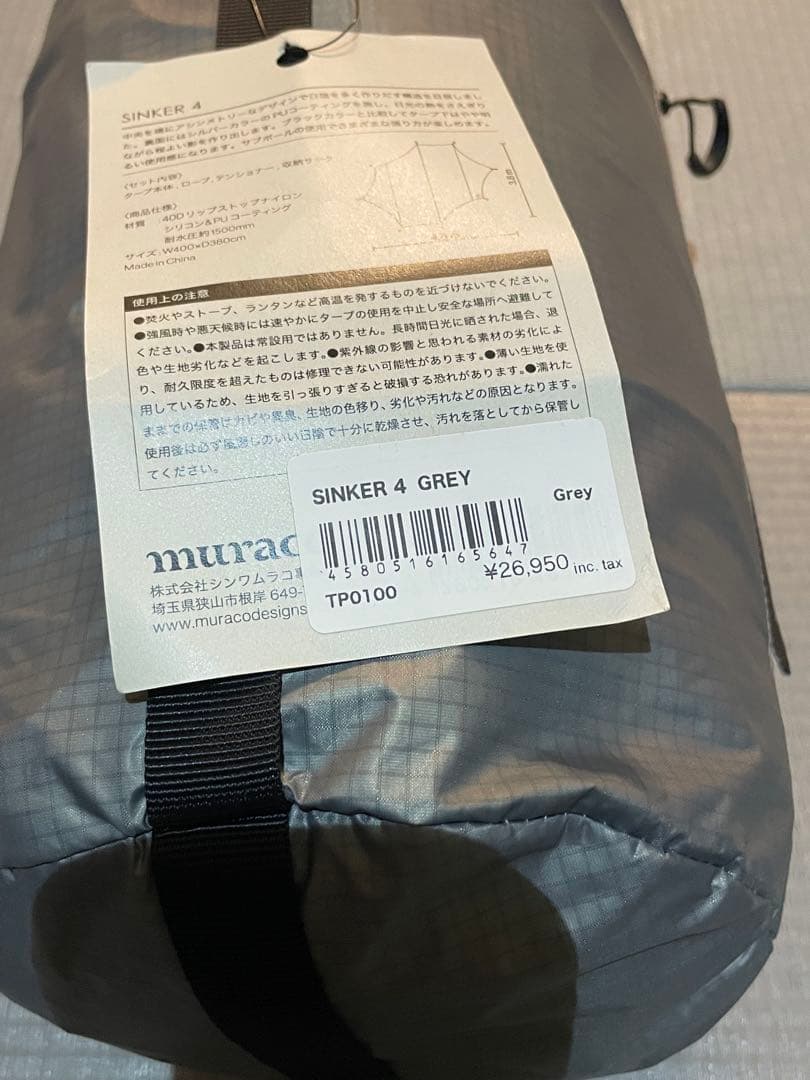 SINKER 4
中央を境にアシンメトリーなデザインで日陰を多く作りだす構造を目指しまし
た。裏面にはシルバーカラーのPUコーティングを施し、日光の熱をさえぎり
ながら程よい影を作り出します。ブラックカラーと比較してタープ下はやや明
るい使用感になります。サブポールの使用でさまざまな張り方が楽しめます。
〈セット内容〉
タープ本体、ロープ、テンショナー、収納サック
〈商品仕様〉
材質 : 40Dリップストップナイロン
シリコン&PUコーティング
耐水圧約1500mm
サイズ : W400×D380cm
Made in China
3.8m
使用上の注意
●焚火やストーブ、ランタンなど高温を発するものを近づけないでください。
●強風時や悪天候時には速やかにタープの使用を中止し安全な場所へ避難して
ください。●本製品は常設用ではありません。長時間日光に晒された場合、退
色や生地劣化などを起こします。●紫外線の影響と思われる素材の劣化によ
り、耐久限度を超えたものは修理できない可能性があります。●薄い生地を使
用しているため、生地を引っ張りすぎると破損する恐れがあります。●濡れた
ままでの保管はカビや異臭、生地の色移り、劣化や汚れなどの原因となります。
使用後は必ず風通しのいい日陰で十分に乾燥させ、汚れを落としてから保管し
てください。
murac
株式会社シンワムラコ
埼玉県狭山市根岸 649-
www.muracodesigns
SINKER 4 GREY
Grey
4580516165647
¥26,950 inc. tax
TP0100